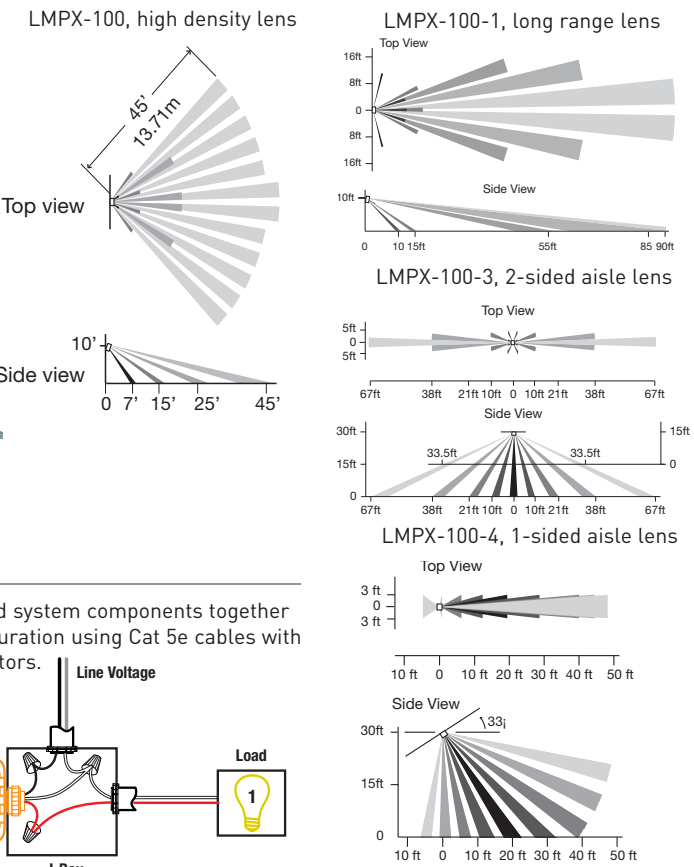 LMPX-100, high density lens
45'
13.71m
Top view
10'
Side view
0 7' 15' 25' 45'
LMPX-100-1, long range lens
Top View
16ft
8ft
0
8ft
16ft
Side View
10ft
0 10 15ft 55ft 85 90ft
LMPX-100-3, 2-sided aisle lens
Top View
5ft
0
5ft
67ft 38ft 21ft 10ft 0 10ft 21ft 38ft 67ft
Side View
30ft 15ft
33.5ft 33.5ft
15ft 0
0
67ft 38ft 21ft 10ft 0 10ft 21ft 38ft 67ft
LMPX-100-4, 1-sided aisle lens
Top View
3 ft
0
3 ft
10 ft 0 10 ft 20 ft 30 ft 40 ft 50 ft
Side View
33¡
30ft
15ft
0
10 ft 0 10 ft 20 ft 30 ft 40 ft 50 ft
d system components together
uration using Cat 5e cables with
tors.
Line Voltage
Load
1